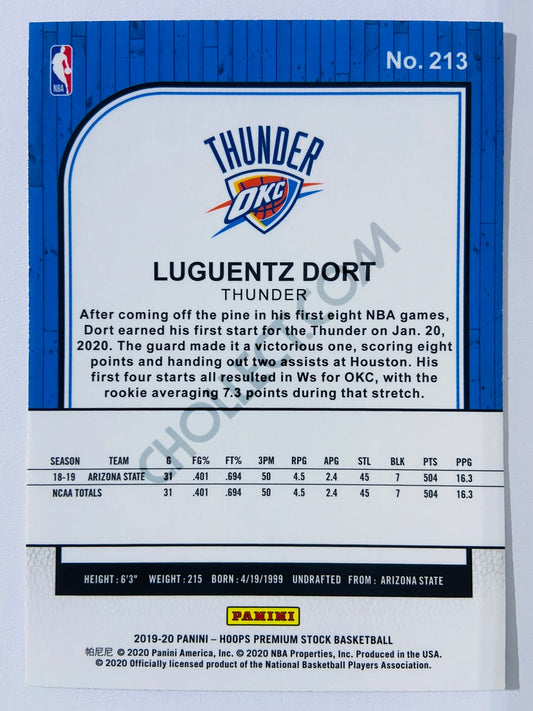 NBA
No. 213
THUNDER
OKC
LUGUENTZ DORT
THUNDER
After coming off the pine in his first eight NBA games,
Dort earned his first start for the Thunder on Jan. 20,
2020. The guard made it a victorious one, scoring eight
points and handing out two assists at Houston. His
first four starts all resulted in Ws for OKC, with the
rookie averaging 7.3 points during that stretch.
CHOLLECT.COM
SEASON TEAM G FG% FT% 3PM RPG APG STL BLK PTS PPG
18-19 ARIZONA STATE 31 .401 .694 50 4.5 2.4 45 7 504 16.3
NCAA TOTALS 31 .401 .694 50 4.5 2.4 45 7 504 16.3
HEIGHT : 6'3" WEIGHT : 215 BORN : 4/19/1999 UNDRAFTED FROM : ARIZONA STATE
PANINI
2019-20 PANINI – HOOPS PREMIUM STOCK BASKETBALL
帕尼尼 © 2020 Panini America, Inc. © 2020 NBA Properties, Inc. Produced in the USA.
© 2020 Officially licensed product of the National Basketball Players Association.